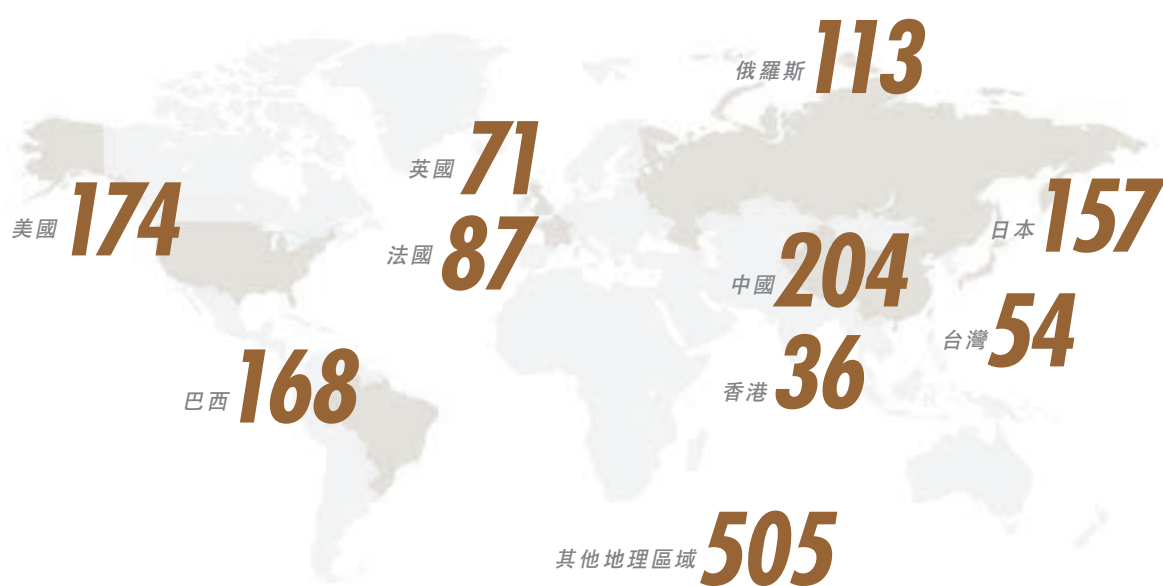 俄羅斯 113
英國 71
美國 174
法國 87
日本 157
中國 204
台灣 54
香港 36
巴西 168
其他地理區域 505